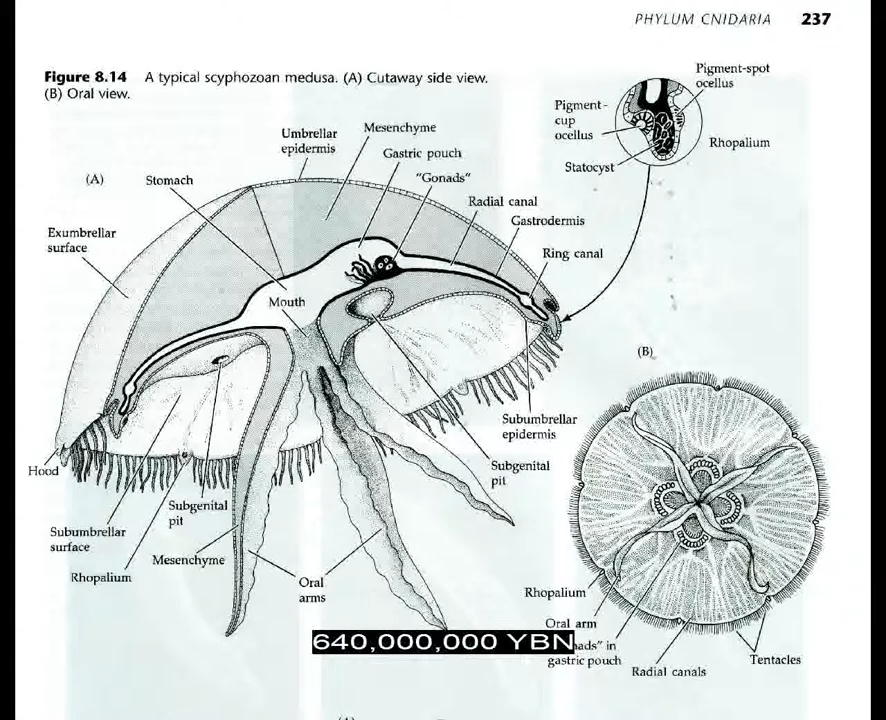 PHYLUM CNIDARIA 237
Figure 8.14 A typical scyphozoan medusa. (A) Cutaway side view.
(B) Oral view.
Pigment-spot
ocellus
Pigment-
cup
ocellus
Rhopalium
Statocyst
Umbrellar
epidermis
Mesenchyme
Gastric pouch
"Gonads"
(A)
Stomach
Radial canal
Gastrodermis
Exumbrellar
surface
Ring canal
Mouth
(B)
Subumbrellar
epidermis
Hood
Subgenital
pit
Subgenital
pit
Subumbrellar
surface
Mesenchyme
Rhopalium
Oral
arms
Rhopalium
Oral arm
640,000,000 YBN
in
gastric pouch
Radial canals
Tentacles